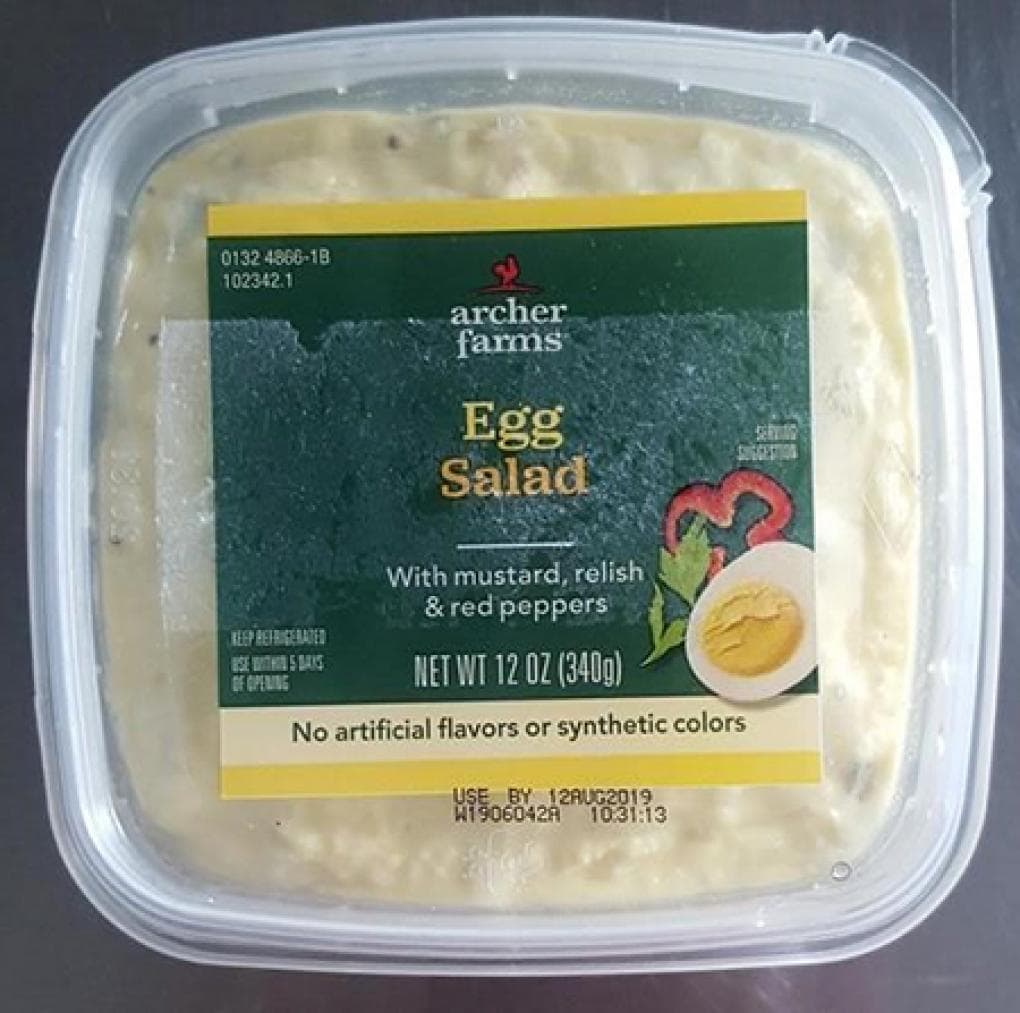 0132 4866-1B
102342.1
archer
farms
Egg
Salad
SERVING
SUGGESTION
With mustard, relish
& red peppers
KEEP REFRIGERATED
USE WITHIN 5 DAYS
OF OPENING
NET WT 12 OZ (340g)
No artificial flavors or synthetic colors
USE BY 12AUG2019
W1906042A 10:31:13